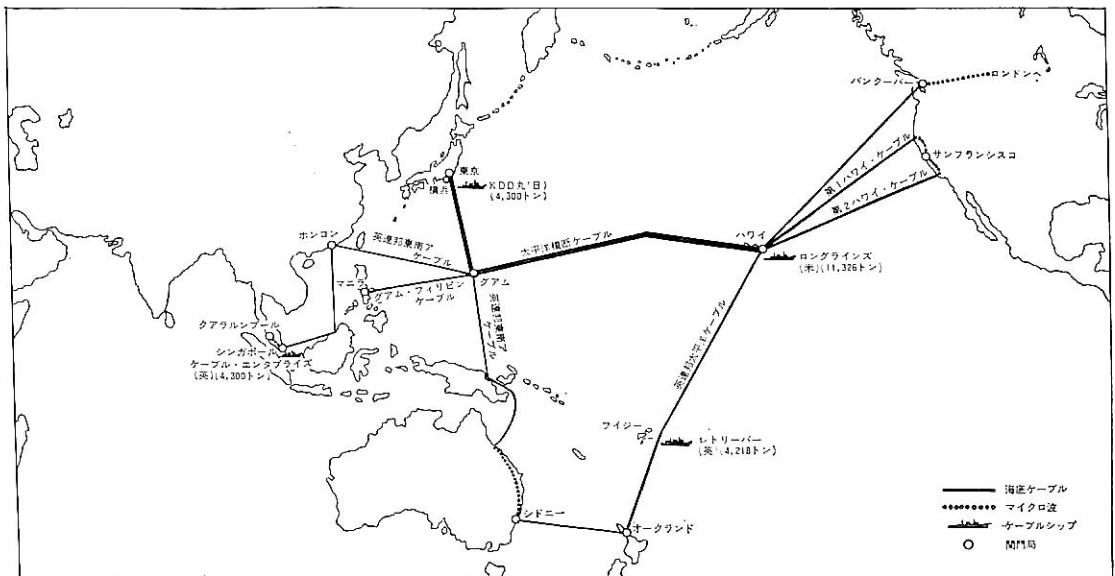 バンクーバー
ロンドンへ
サンフランシスコ
第1ハワイ・ケーブル
第2ハワイ・ケーブル
東京
横浜
KDD丸(日)
(4,300トン)
ホンコン
英連邦東南ア
ケーブル
太平洋横断ケーブル
ハワイ
ロングラインズ
(米)(11,326トン)
マニラ
グアム・フィリピン
ケーブル
グアム
英連邦東南ア
ケーブル
英連邦太平洋ケーブル
クアラルンプール
シンガポール
ケーブル・エンタプライズ
(英)(4,300トン)
フイジー
レトリーバー
(英)(4,218トン)
シドニー
オークランド
海底ケーブル
マイクロ波
ケーブルシップ
関門局